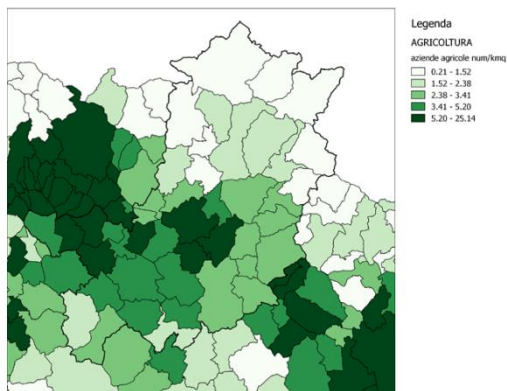 Legenda
AGRICOLTURA
aziende agricole num/kmq
0.21 - 1.52
1.52 - 2.38
2.38 - 3.41
3.41 - 5.20
5.20 - 25.14